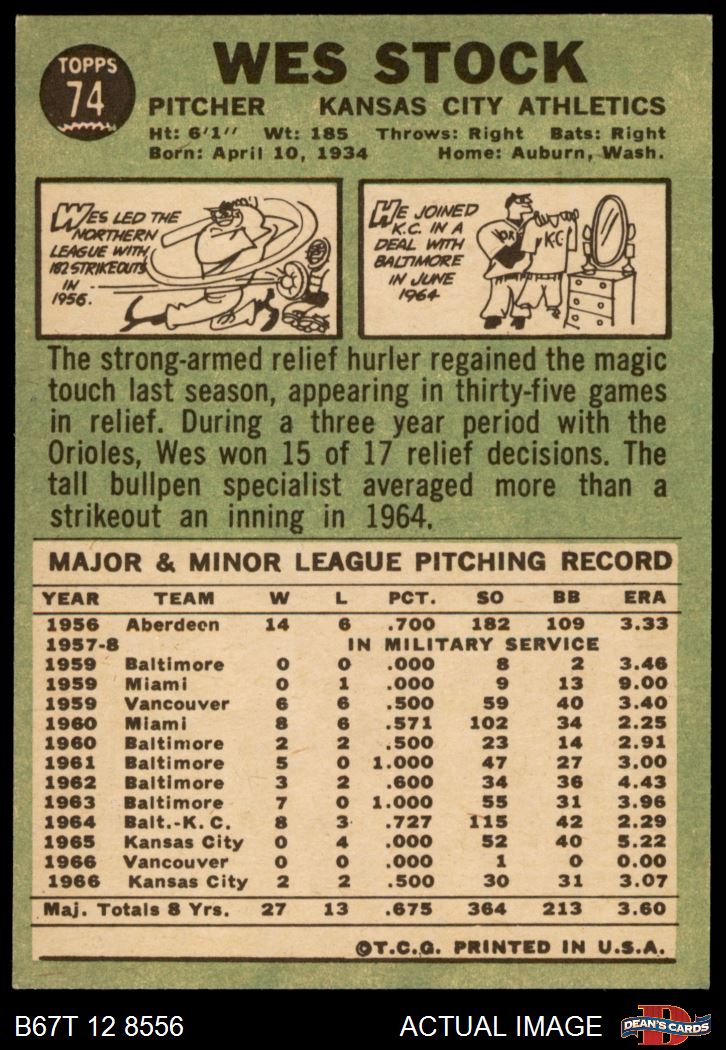 TOPPS
74
WES STOCK
PITCHER KANSAS CITY ATHLETICS
Ht: 6'1" Wt: 185 Throws: Right Bats: Right
Born: April 10, 1934 Home: Auburn, Wash.
WES LED THE
NORTHERN
LEAGUE WITH
182 STRIKEOUTS
IN
1956.
HE JOINED
K.C. IN A
DEAL WITH
BALTIMORE
IN JUNE
1964
K-C
The strong-armed relief hurler regained the magic
touch last season, appearing in thirty-five games
in relief. During a three year period with the
Orioles, Wes won 15 of 17 relief decisions. The
tall bullpen specialist averaged more than a
strikeout an inning in 1964.
MAJOR & MINOR LEAGUE PITCHING RECORD
YEAR TEAM W L PCT. SO BB ERA
1956 Aberdeen 14 6 .700 182 109 3.33
1957-8 IN MILITARY SERVICE
1959 Baltimore 0 0 .000 8 2 3.46
1959 Miami 0 1 .000 9 13 9.00
1959 Vancouver 6 6 .500 59 40 3.40
1960 Miami 8 6 .571 102 34 2.25
1960 Baltimore 2 2 .500 23 14 2.91
1961 Baltimore 5 0 1.000 47 27 3.00
1962 Baltimore 3 2 .600 34 36 4.43
1963 Baltimore 7 0 1.000 55 31 3.96
1964 Balt.-K.C. 8 3 .727 115 42 2.29
1965 Kansas City 0 4 .000 52 40 5.22
1966 Vancouver 0 0 .000 1 0 0.00
1966 Kansas City 2 2 .500 30 31 3.07
Maj. Totals 8 Yrs. 27 13 .675 364 213 3.60
©T.C.G. PRINTED IN U.S.A.
B67T 12 8556 ACTUAL IMAGE
D
DEAN'S CARDS